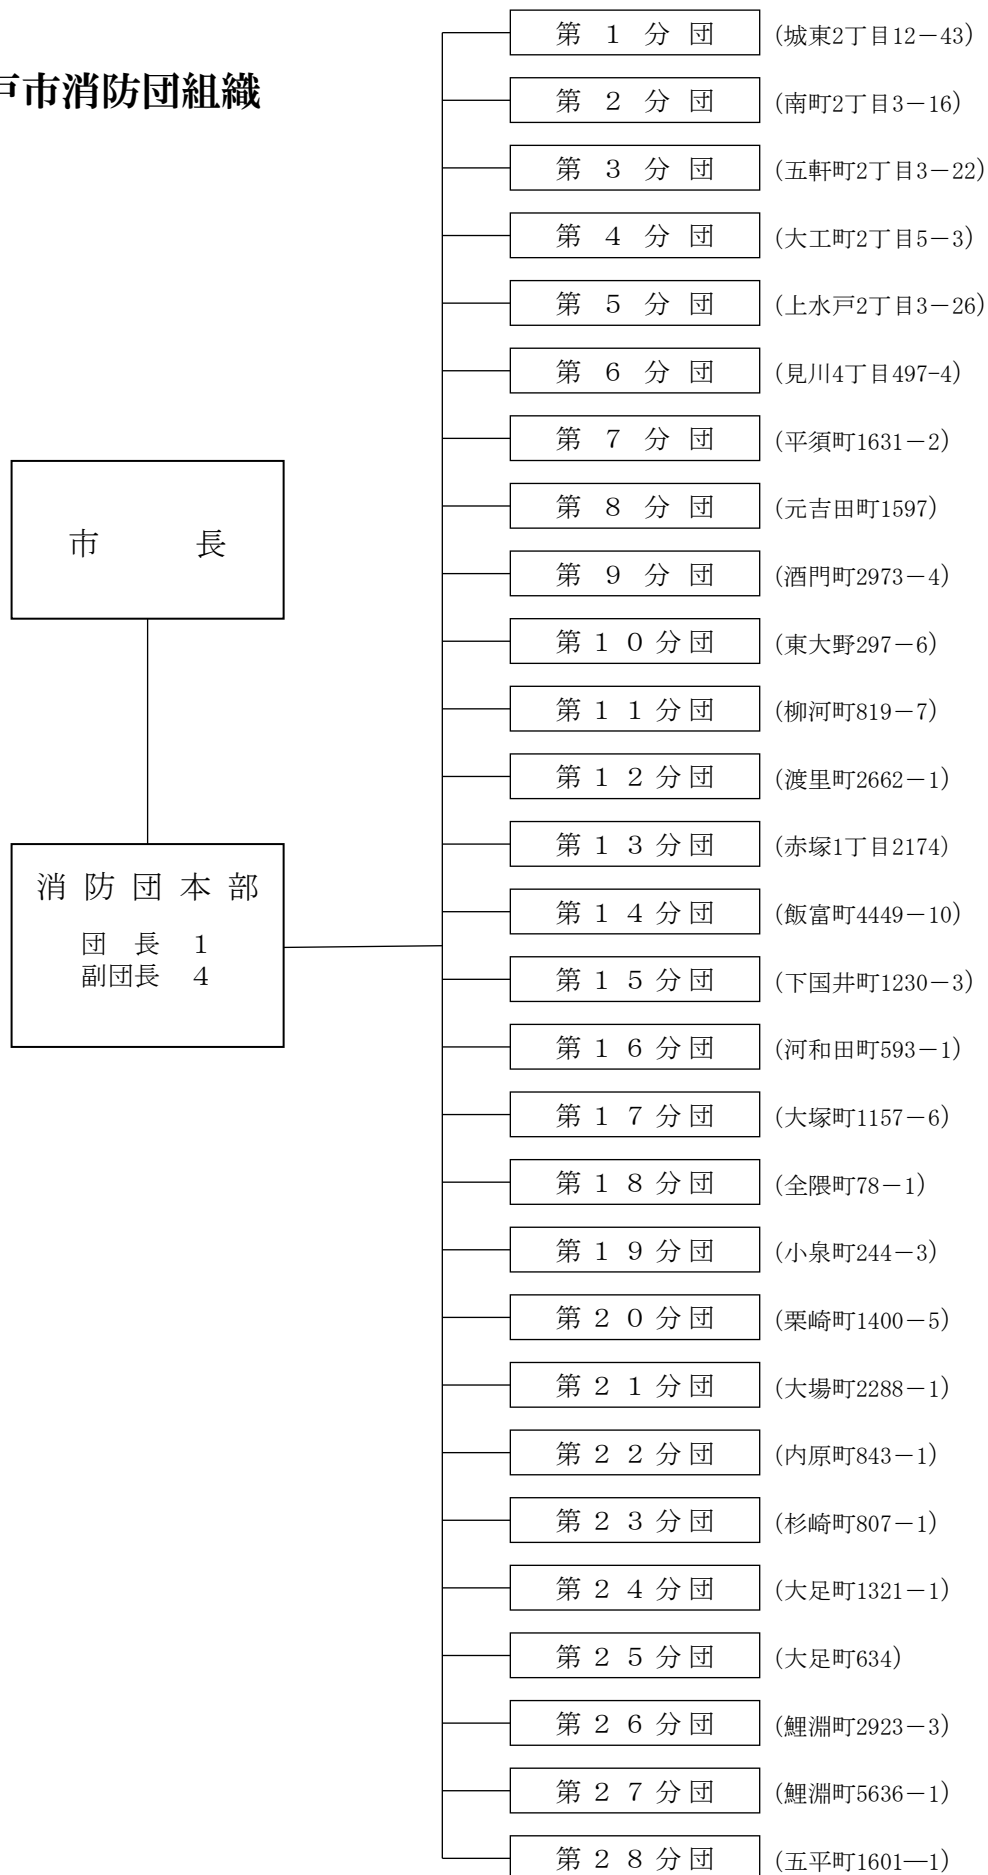 戸市消防団組織
市　　長
消防団本部
団　長　１
副団長　４
第１分団 (城東2丁目12－43)
第２分団 (南町2丁目3－16)
第３分団 (五軒町2丁目3－22)
第４分団 (大工町2丁目5－3)
第５分団 (上水戸2丁目3－26)
第６分団 (見川4丁目497-4)
第７分団 (平須町1631－2)
第８分団 (元吉田町1597)
第９分団 (酒門町2973－4)
第１０分団 (東大野297－6)
第１１分団 (柳河町819－7)
第１２分団 (渡里町2662－1)
第１３分団 (赤塚1丁目2174)
第１４分団 (飯富町4449－10)
第１５分団 (下国井町1230－3)
第１６分団 (河和田町593－1)
第１７分団 (大塚町1157－6)
第１８分団 (全隈町78－1)
第１９分団 (小泉町244－3)
第２０分団 (栗崎町1400－5)
第２１分団 (大場町2288－1)
第２２分団 (内原町843－1)
第２３分団 (杉崎町807－1)
第２４分団 (大足町1321－1)
第２５分団 (大足町634)
第２６分団 (鯉淵町2923－3)
第２７分団 (鯉淵町5636－1)
第２８分団 (五平町1601―1)